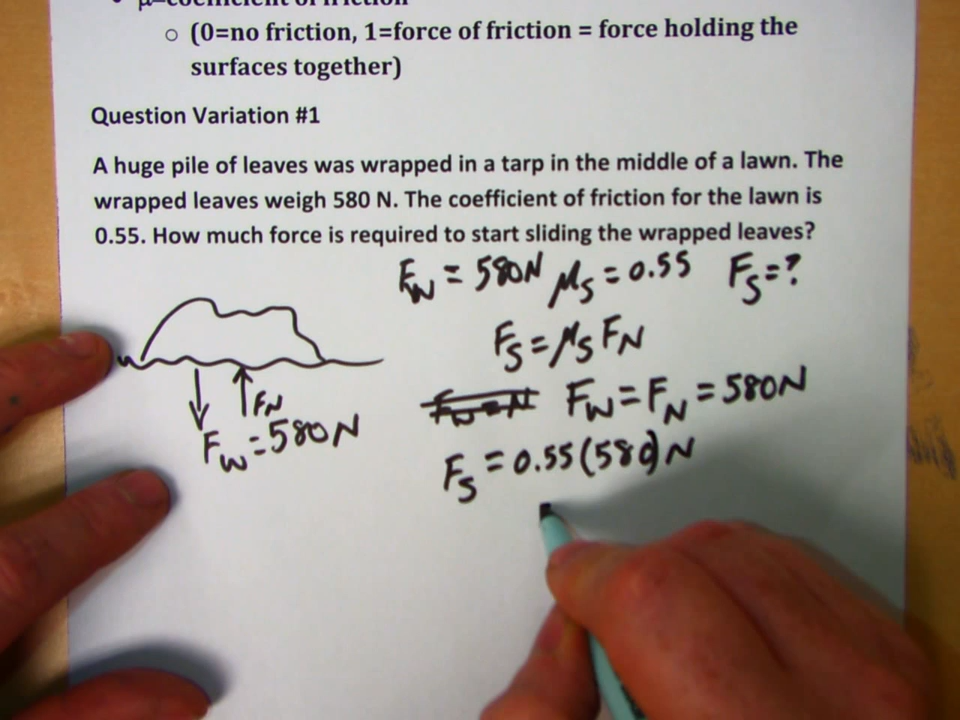 • μ=coefficient of friction
o (0=no friction, 1=force of friction = force holding the
surfaces together)
Question Variation #1
A huge pile of leaves was wrapped in a tarp in the middle of a lawn. The
wrapped leaves weigh 580 N. The coefficient of friction for the lawn is
0.55. How much force is required to start sliding the wrapped leaves?
Fw = 580N μs = 0.55 Fs = ?
Fs = μs FN
Fw = FN = 580N
FN
Fw = 580N
Fs = 0.55(580)N